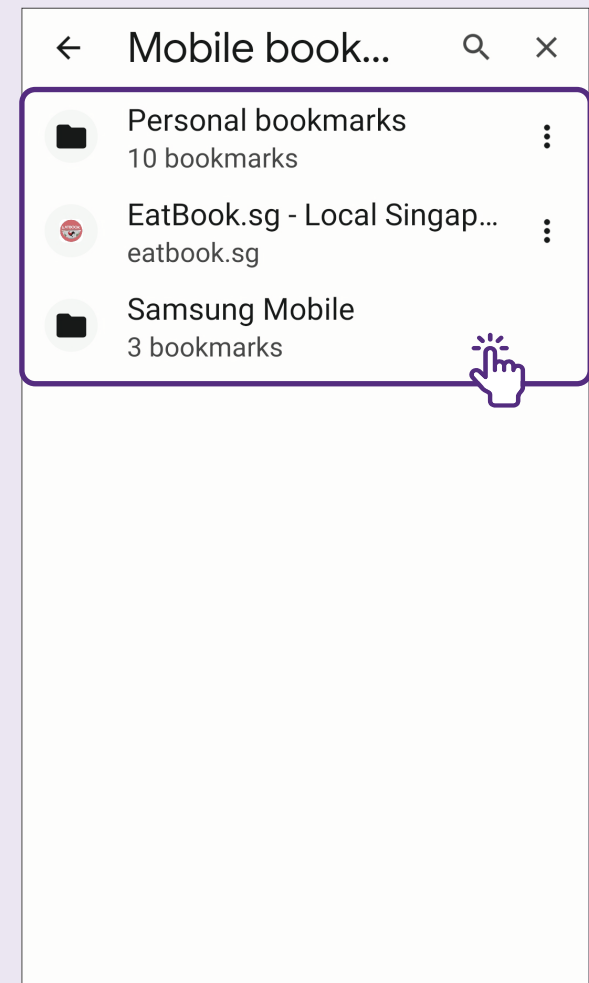 Mobile book...
Personal bookmarks
10 bookmarks
EatBook.sg - Local Singap...
eatbook.sg
Samsung Mobile
3 bookmarks